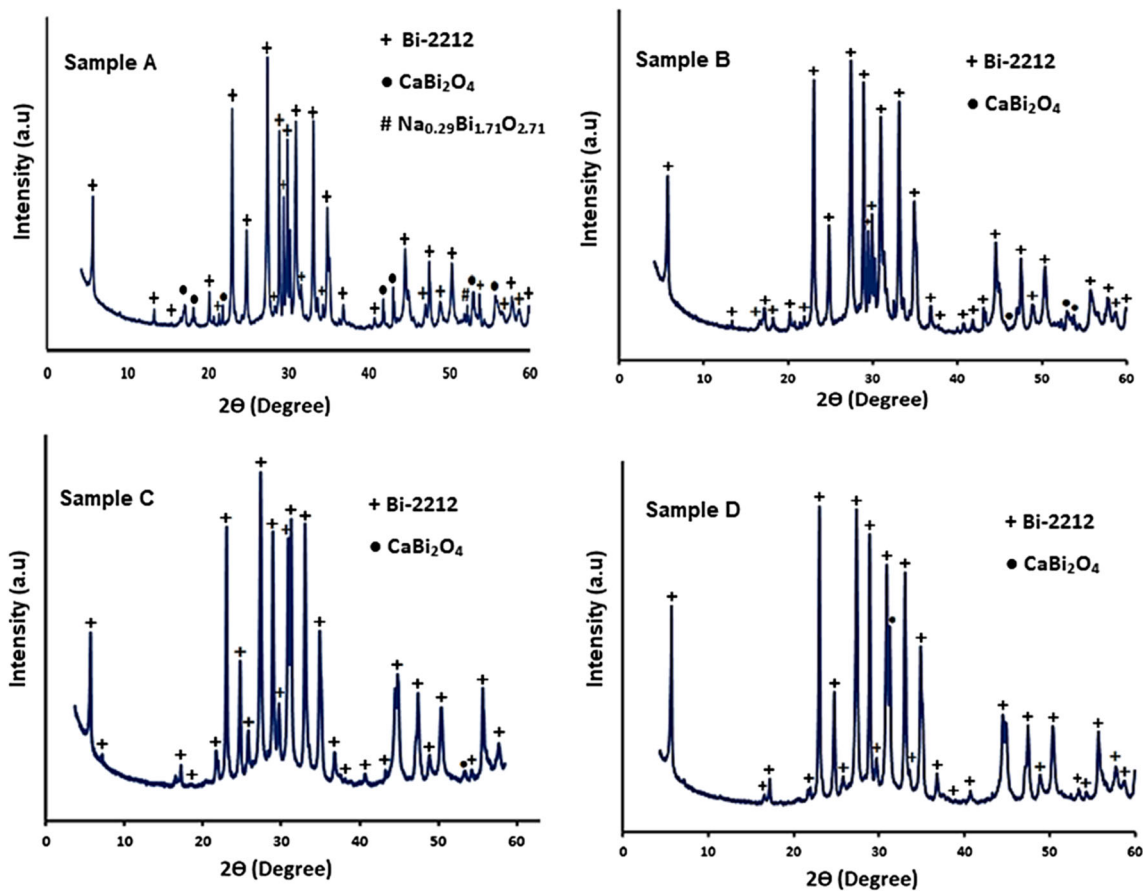 Sample A
+ Bi-2212
● CaBi₂O₄
# Na₀.₂₉Bi₁.₇₁O₂.₇₁
Intensity (a.u)
0 10 20 30 40 50 60
2Θ (Degree)
Sample B
+ Bi-2212
● CaBi₂O₄
Intensity (a.u)
0 10 20 30 40 50 60
2Θ (Degree)
Sample C
+ Bi-2212
● CaBi₂O₄
Intensity (a.u)
0 10 20 30 40 50 60
2Θ (Degree)
Sample D
+ Bi-2212
● CaBi₂O₄
Intensity (a.u)
0 10 20 30 40 50 60
2Θ (Degree)